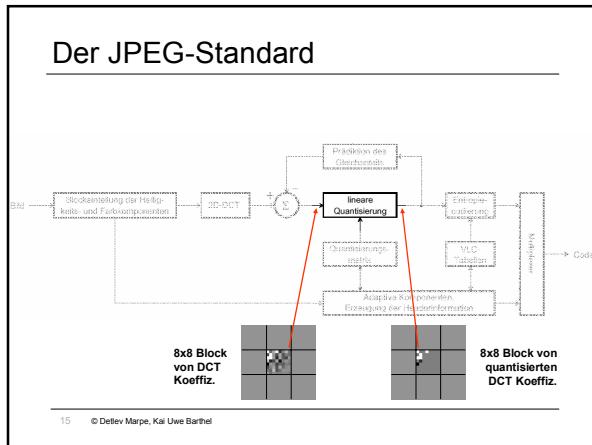 Der JPEG-Standard
Prädiktion des
Gleichanteils
Bild
Blockeinteilung der Hellig-
keits- und Farbkomponenten
2D-DCT
+
−
Σ
lineare
Quantisierung
Entropie-
codierung
Multiplexer
Code
Quantisierungs-
matrix
VLC
Tabellen
Adaptive Komponenten,
Erzeugung der Headerinformation
8x8 Block
von DCT
Koeffiz.
8x8 Block von
quantisierten
DCT Koeffiz.
15 © Detlev Marpe, Kai Uwe Barthel